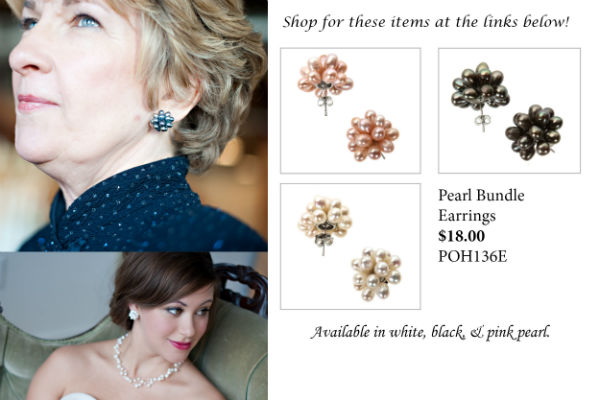 Shop for these items at the links below!
Pearl Bundle
Earrings
$18.00
POH136E
Available in white, black, & pink pearl.